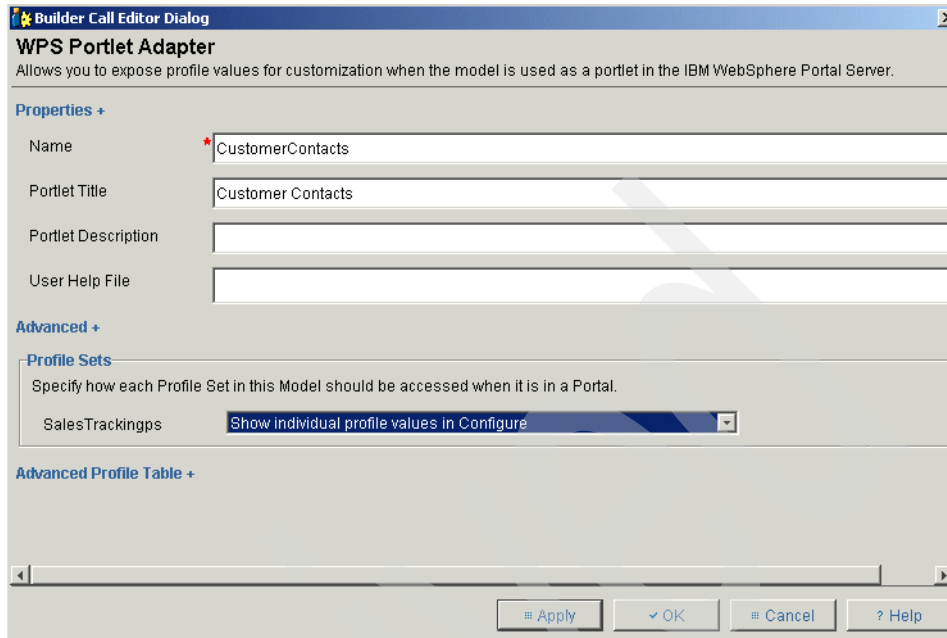 Builder Call Editor Dialog
WPS Portlet Adapter
Allows you to expose profile values for customization when the model is used as a portlet in the IBM WebSphere Portal Server.
Properties +
Name * CustomerContacts
Portlet Title Customer Contacts
Portlet Description
User Help File
Advanced +
Profile Sets
Specify how each Profile Set in this Model should be accessed when it is in a Portal.
SalesTrackingps Show individual profile values in Configure
Advanced Profile Table +
Apply OK Cancel ? Help